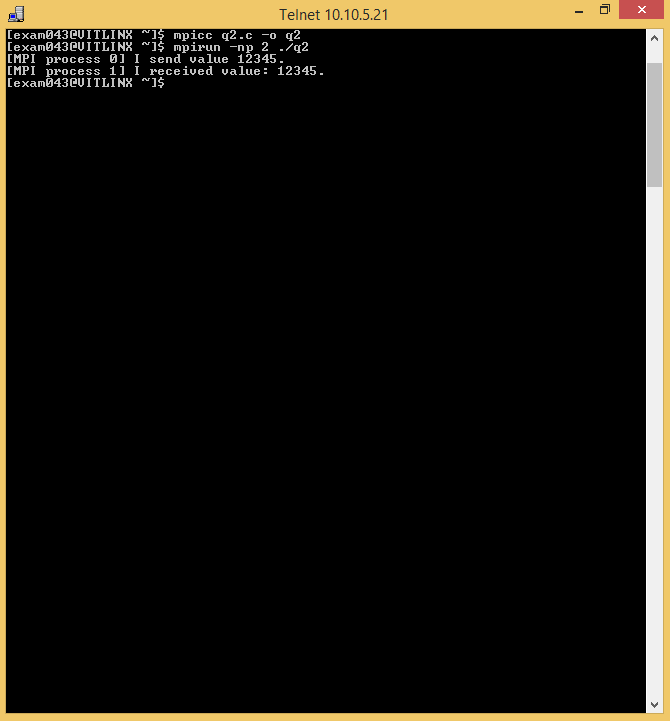 Telnet 10.10.5.21
[exam043@VITLINX ~]$ mpicc q2.c -o q2
[exam043@VITLINX ~]$ mpirun -np 2 ./q2
[MPI process 0] I send value 12345.
[MPI process 1] I received value: 12345.
[exam043@VITLINX ~]$